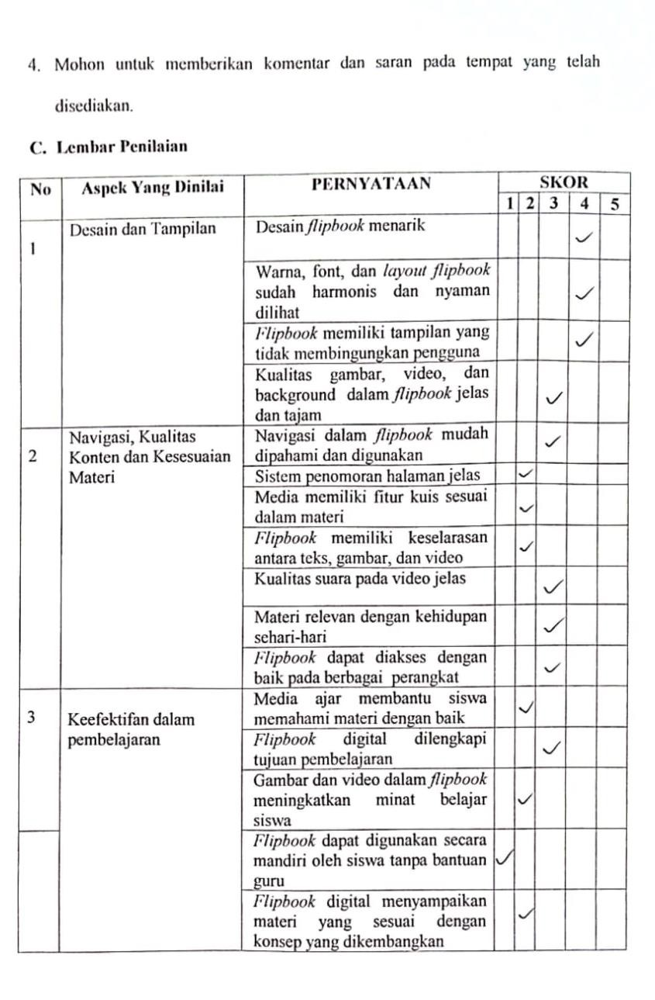 4. Mohon untuk memberikan komentar dan saran pada tempat yang telah
disediakan.
C. Lembar Penilaian
No Aspek Yang Dinilai PERNYATAAN SKOR
1 2 3 4 5
1 Desain dan Tampilan Desain flipbook menarik ✓
Warna, font, dan layout flipbook
sudah harmonis dan nyaman ✓
dilihat
Flipbook memiliki tampilan yang ✓
tidak membingungkan pengguna
Kualitas gambar, video, dan
background dalam flipbook jelas ✓
dan tajam
2 Navigasi, Kualitas Navigasi dalam flipbook mudah ✓
Konten dan Kesesuaian dipahami dan digunakan
Materi Sistem penomoran halaman jelas ✓
Media memiliki fitur kuis sesuai ✓
dalam materi
Flipbook memiliki keselarasan ✓
antara teks, gambar, dan video
Kualitas suara pada video jelas ✓
Materi relevan dengan kehidupan ✓
sehari-hari
Flipbook dapat diakses dengan ✓
baik pada berbagai perangkat
Media ajar membantu siswa ✓
3 Keefektifan dalam memahami materi dengan baik
pembelajaran Flipbook digital dilengkapi ✓
tujuan pembelajaran
Gambar dan video dalam flipbook
meningkatkan minat belajar ✓
siswa
Flipbook dapat digunakan secara
mandiri oleh siswa tanpa bantuan ✓
guru
Flipbook digital menyampaikan ✓
materi yang sesuai dengan
konsep yang dikembangkan